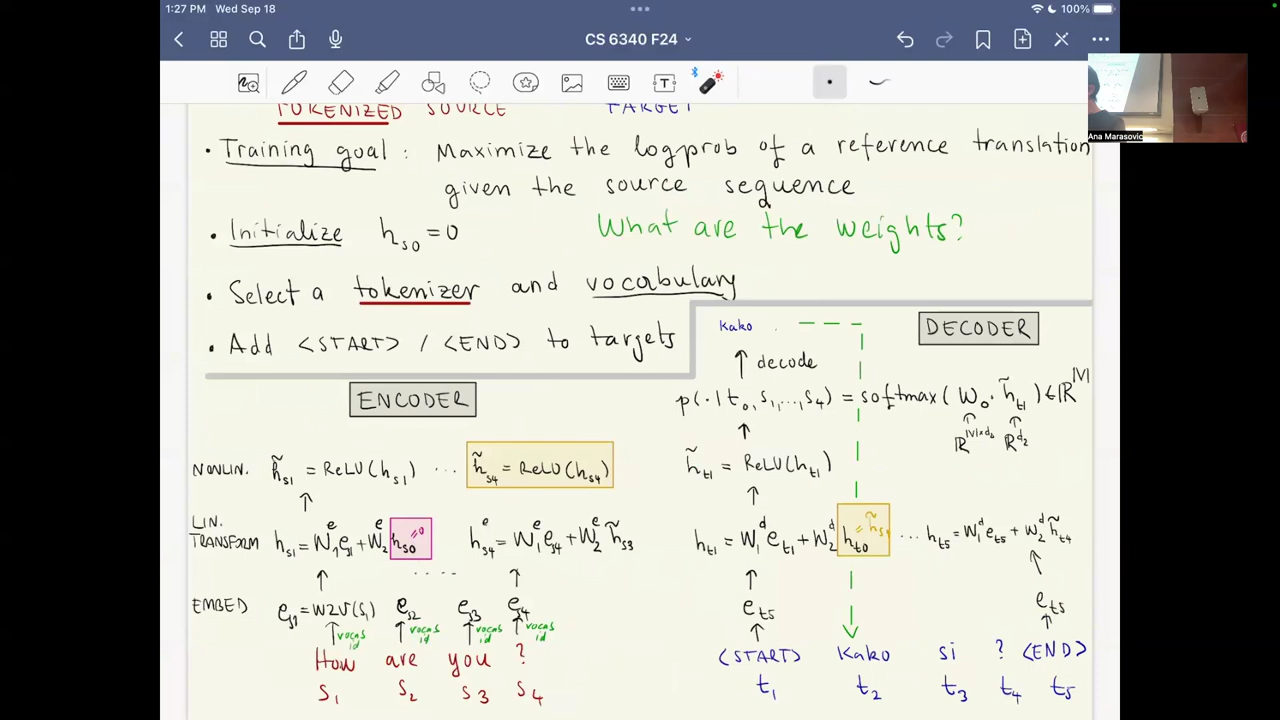 1:27 PM Wed Sep 18
100%
CS 6340 F24
Ana Marasovic
TOKENIZED SOURCE TARGET
• Training goal : Maximize the logprob of a reference translation
given the source sequence
• Initialize h_s0 = 0 What are the weights?
• Select a tokenizer and vocabulary
• Add <START> / <END> to targets
ENCODER
NONLIN. h̃_s1 = ReLU(h_s1) ... h̃_s4 = ReLU(h_s4)
LIN. TRANSFORM h_s1 = W_1^e e_s1 + W_2^e h_s0 = 0 h_s4^e = W_1^e e_s4 + W_2^e h̃_s3
EMBED e_s1 = W2V(s_1) e_s2 e_s3 e_s4
vocab id vocab id vocab id vocab id
How are you ?
s_1 s_2 s_3 s_4
DECODER
Kako
decode
p(·|t_0, s_1, ..., s_4) = softmax(W_0 · h̃_t1) ∈ ℝ^|V|
ℝ^|V|×d_2 ℝ^d_2
h̃_t1 = ReLU(h_t1)
h_t1 = W_1^d e_t1 + W_2^d h_t0 ... h_t5 = W_1^d e_t5 + W_2^d h̃_t4
e_t5 e_t5
<START> Kako si ? <END>
t_1 t_2 t_3 t_4 t_5